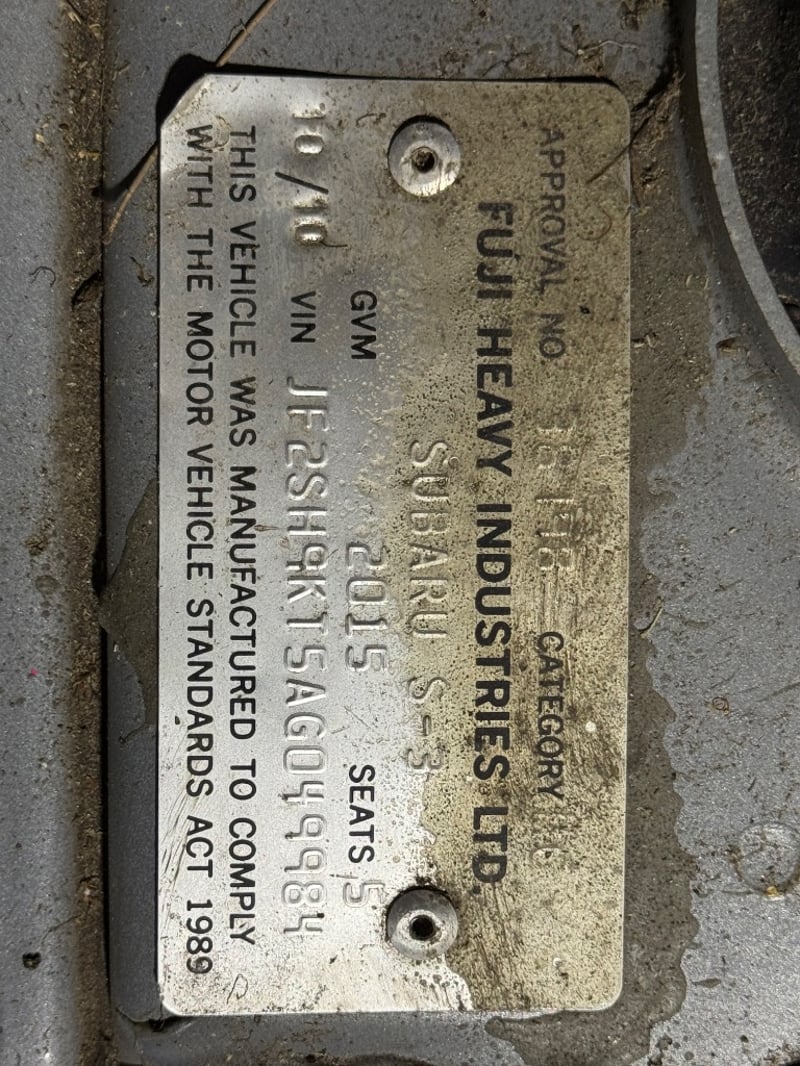 APPROVAL NO. CATEGORY
FUJI HEAVY INDUSTRIES LTD.
SUBARU S-3
GVM 2015 SEATS 5
10/10 VIN JF2SH9KT5AG049984
THIS VEHICLE WAS MANUFACTURED TO COMPLY
WITH THE MOTOR VEHICLE STANDARDS ACT 1989